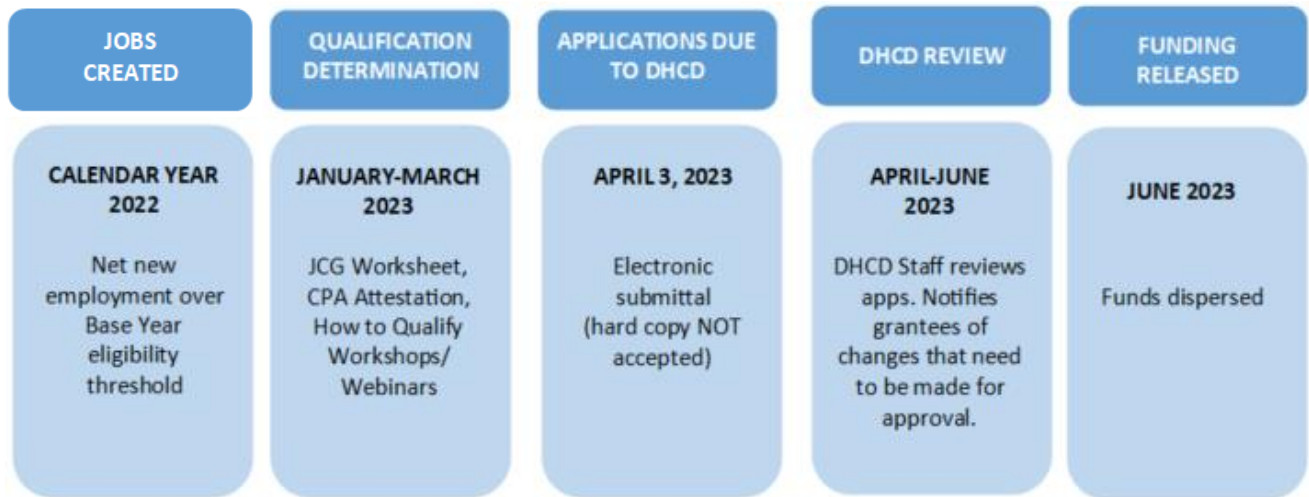 JOBS
CREATED
CALENDAR YEAR
2022
Net new
employment over
Base Year
eligibility
threshold
QUALIFICATION
DETERMINATION
JANUARY-MARCH
2023
JCG Worksheet,
CPA Attestation,
How to Qualify
Workshops/
Webinars
APPLICATIONS DUE
TO DHCD
APRIL 3, 2023
Electronic
submittal
(hard copy NOT
accepted)
DHCD REVIEW
APRIL-JUNE
2023
DHCD Staff reviews
apps. Notifies
grantees of
changes that need
to be made for
approval.
FUNDING
RELEASED
JUNE 2023
Funds dispersed